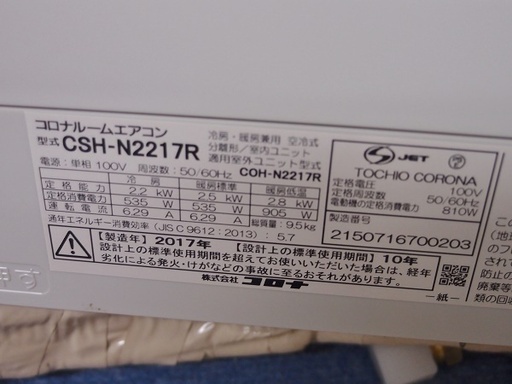 コロナルームエアコン
型式 CSH-N2217R
冷房・暖房兼用 空冷式
分離形/室内ユニット
適用室外ユニット型式)
COH-N2217R
電源:単相 100V 周波数:50/60Hz
冷房 暖房標準 暖房低温
定格能力 2.2 kW 2.5 kW 2.8 kW
定格消費電力 535 W 535 W 905 W
運転電流 6.29 A 6.29 A
総質量:9.5kg
通年エネルギー消費効率(JIS C 9612:2013):5.7
JET
TOCHIO CORONA
定格電圧 100V
定格周波数 50/60Hz
電動機の定格消費電力 810W
製造番号
2150716700203
【製造年】2017年 【設計上の標準使用期間】10年
設計上の標準使用期間を超えてお使いいただいた場合は、経年
劣化による発火・けがなどの事故に至るおそれがあります。
株式会社 コロナ
-紙-